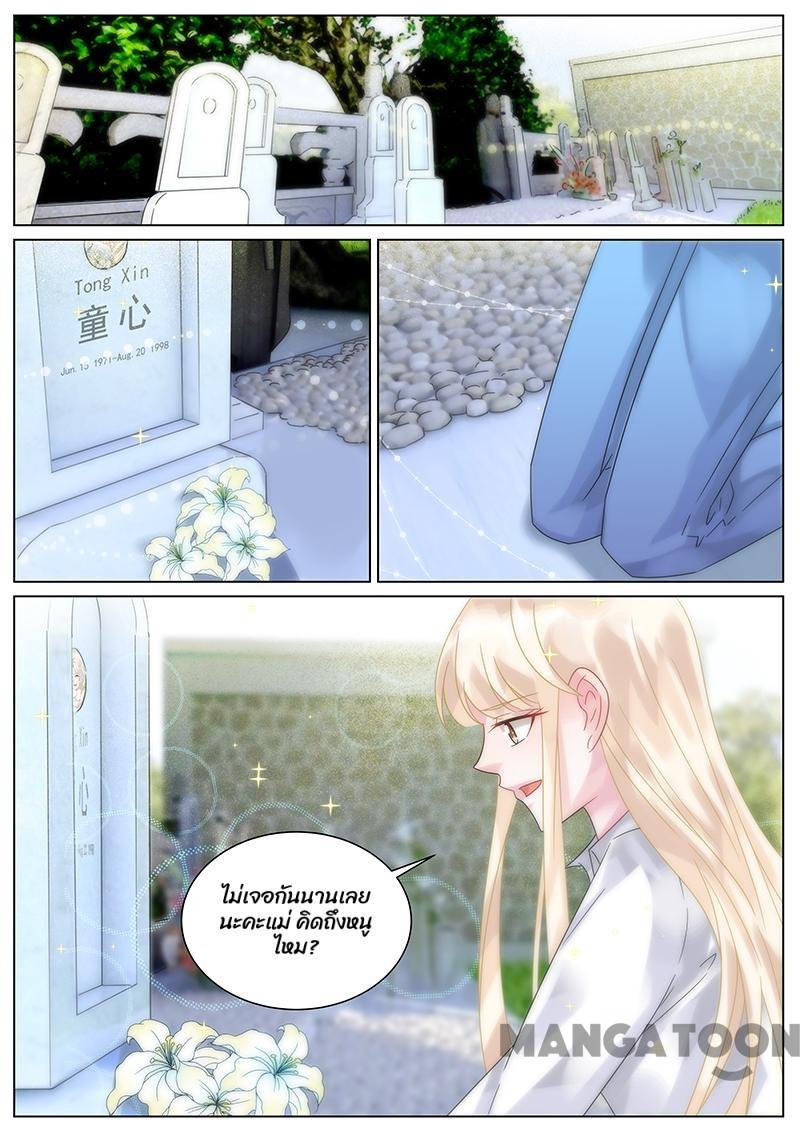 Tong Xin
童心
Jun. 15 1971-Aug. 20 1998
Xin
心
ไม่เจอกันนานเลย
นะคะแม่ คิดถึงหนู
ไหม?
MANGATOON